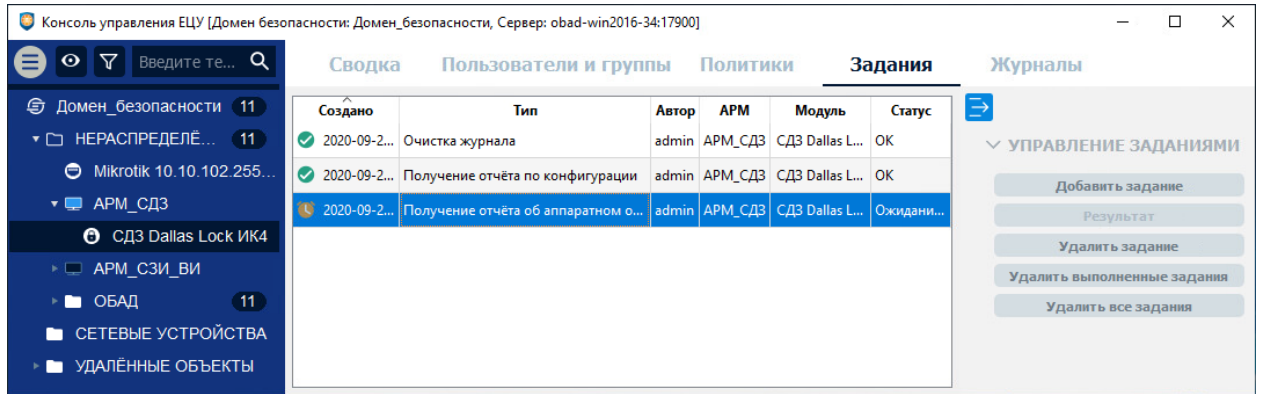 Консоль управления ЕЦУ [Домен безопасности: Домен_безопасности, Сервер: obad-win2016-34:17900]
Введите те...
Сводка Пользователи и группы Политики Задания Журналы
Домен_безопасности 11
НЕРАСПРЕДЕЛЁ... 11
Mikrotik 10.10.102.255...
АРМ_СДЗ
СДЗ Dallas Lock ИК4
АРМ_СЗИ_ВИ
ОБАД 11
СЕТЕВЫЕ УСТРОЙСТВА
УДАЛЁННЫЕ ОБЪЕКТЫ
Создано Тип Автор АРМ Модуль Статус
2020-09-2... Очистка журнала admin АРМ_СДЗ СДЗ Dallas L... OK
2020-09-2... Получение отчёта по конфигурации admin АРМ_СДЗ СДЗ Dallas L... OK
2020-09-2... Получение отчёта об аппаратном о... admin АРМ_СДЗ СДЗ Dallas L... Ожидани...
УПРАВЛЕНИЕ ЗАДАНИЯМИ
Добавить задание
Результат
Удалить задание
Удалить выполненные задания
Удалить все задания